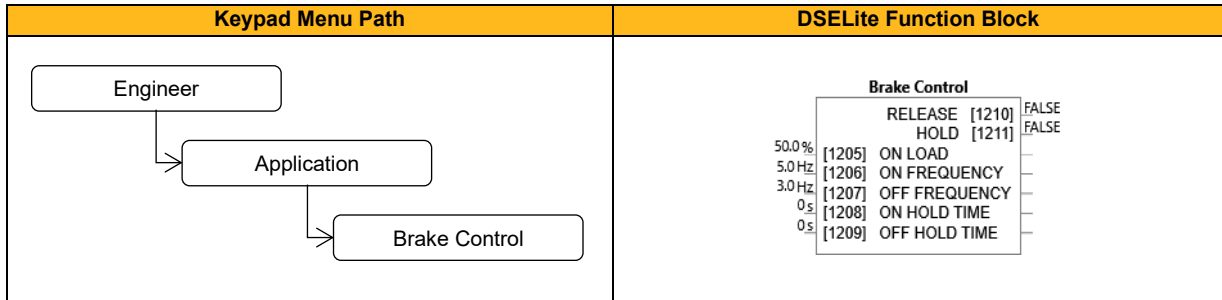 Keypad Menu Path
DSELite Function Block
Engineer
Application
Brake Control
Brake Control
RELEASE [1210] FALSE
HOLD [1211] FALSE
50.0 % [1205] ON LOAD
5.0 Hz [1206] ON FREQUENCY
3.0 Hz [1207] OFF FREQUENCY
0 s [1208] ON HOLD TIME
0 s [1209] OFF HOLD TIME